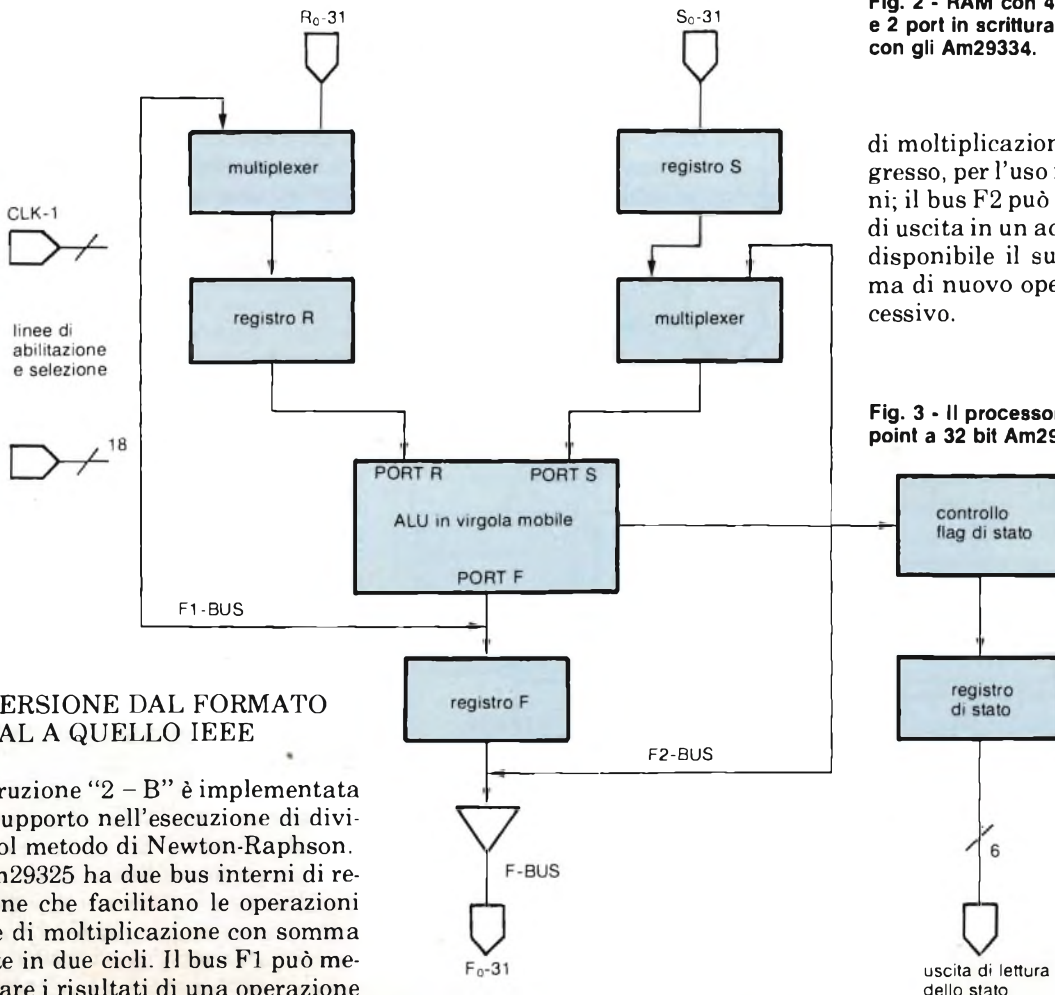 R₀-31
S₀-31
Fig. 2 - RAM con 4
e 2 port in scrittura
con gli Am29334.
multiplexer
registro S
CLK-1
di moltiplicazion
gresso, per l'uso
ni; il bus F2 può
di uscita in un ac
disponibile il su
ma di nuovo ope
cessivo.
registro R
multiplexer
linee di
abilitazione
e selezione
18
Fig. 3 - Il processo
point a 32 bit Am29
PORT R
PORT S
ALU in virgola mobile
PORT F
controllo
flag di stato
F1-BUS
registro F
registro
di stato
ERSIONE DAL FORMATO
AL A QUELLO IEEE
F2-BUS
ruzione “2 – B” è implementata
upporto nell'esecuzione di divi-
ol metodo di Newton-Raphson.
m29325 ha due bus interni di re-
ne che facilitano le operazioni
e di moltiplicazione con somma
te in due cicli. Il bus F1 può me-
are i risultati di una operazione
F-BUS
6
F₀-31
uscita di lettura
dello stato